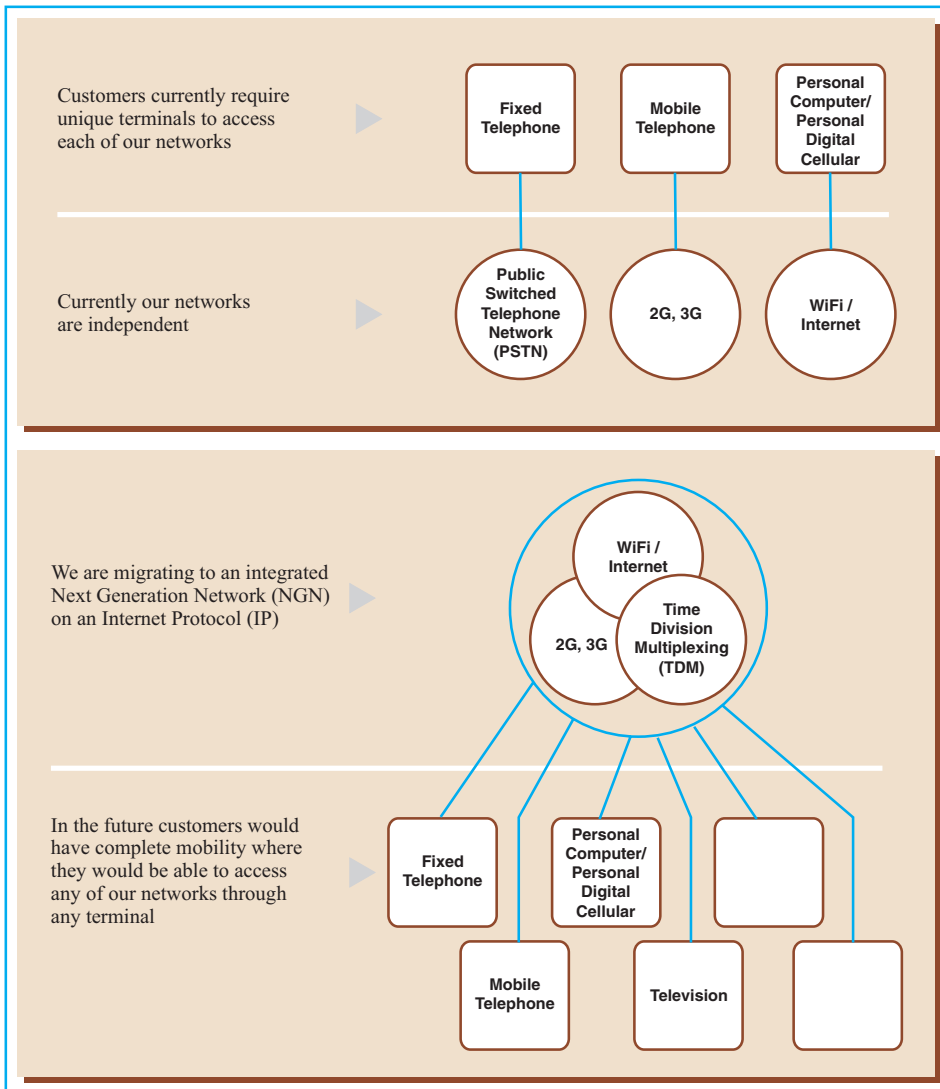 Customers currently require
unique terminals to access
each of our networks
Fixed
Telephone
Mobile
Telephone
Personal
Computer/
Personal
Digital
Cellular
Currently our networks
are independent
Public
Switched
Telephone
Network
(PSTN)
2G, 3G
WiFi /
Internet
We are migrating to an integrated
Next Generation Network (NGN)
on an Internet Protocol (IP)
WiFi /
Internet
2G, 3G
Time
Division
Multiplexing
(TDM)
In the future customers would
have complete mobility where
they would be able to access
any of our networks through
any terminal
Fixed
Telephone
Personal
Computer/
Personal
Digital
Cellular
Mobile
Telephone
Television